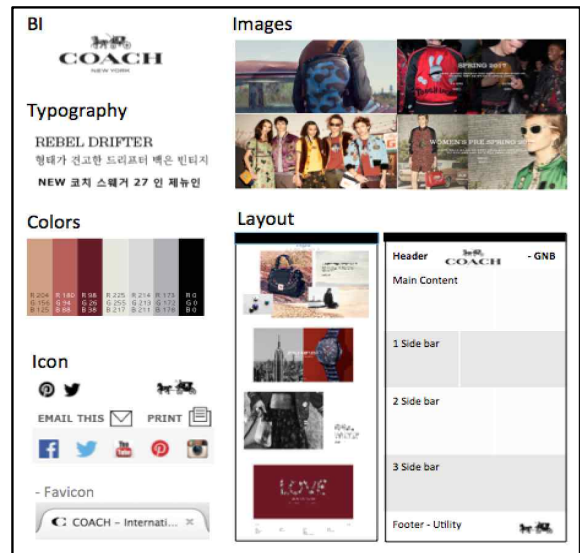 BI
COACH
NEW YORK
Typography
REBEL DRIFTER
형태가 견고한 드리프터 백은 빈티지
NEW 코치 스웨거 27 인 제뉴인
Colors
R 204 R 180 R 98 R 225 R 214 R 173 R 0
G 156 G 94 G 26 G 255 G 213 G 172 G 0
B 125 B 88 B 38 B 217 B 211 B 178 B 0
Icon
EMAIL THIS PRINT
You Tube
- Favicon
C COACH – Internati... ×
Images
SPRING 2017
WOMEN'S PRE-SPRING 2017
Layout
LOVE
Header COACH - GNB
Main Content
1 Side bar
2 Side bar
3 Side bar
Footer - Utility